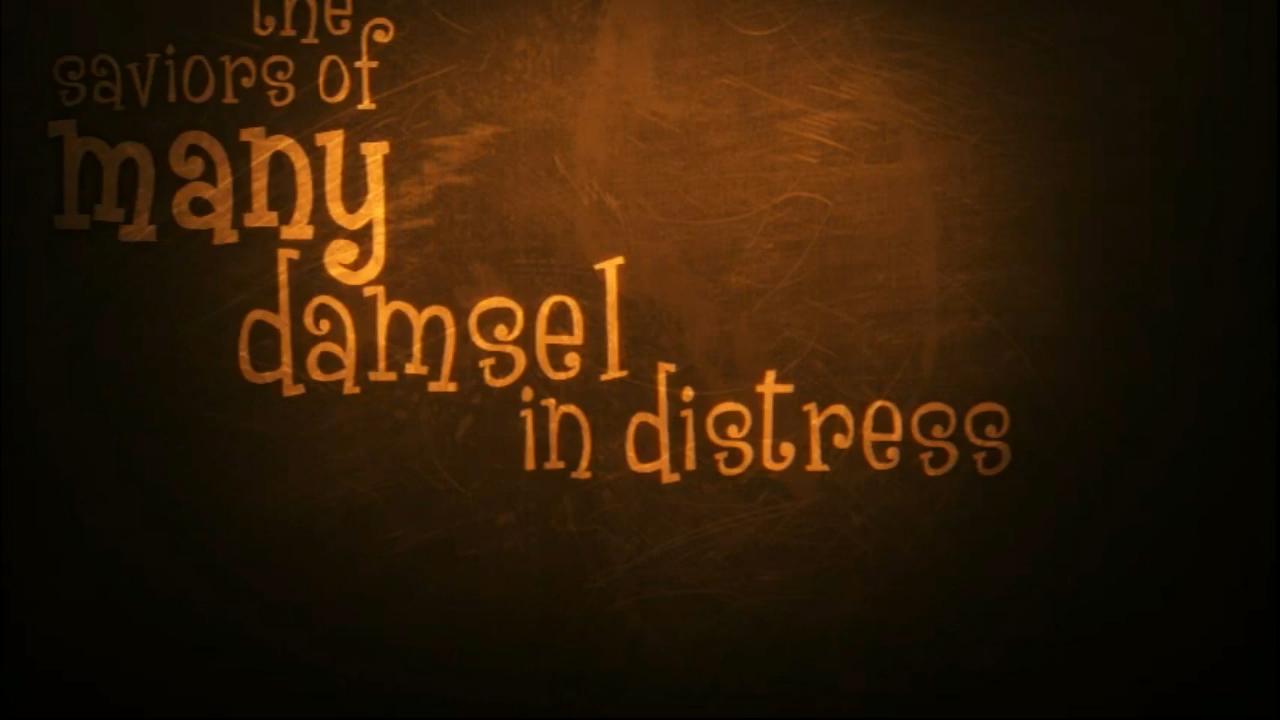 the
saviors of
many
damsel
in distress